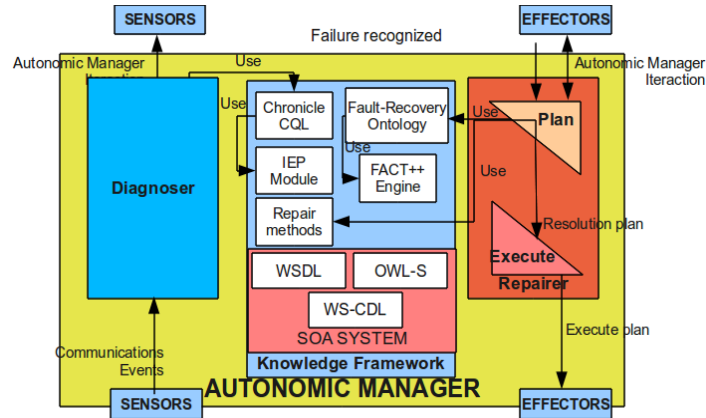 SENSORS
EFFECTORS
Failure recognized
Autonomic Manager
Iteraction
Use
Autonomic Manager
Iteraction
Chronicle
CQL
Use
Fault-Recovery
Ontology
Use
Plan
Use
IEP
Module
FACT++
Engine
Use
Diagnoser
Repair
methods
Resolution plan
Execute
Repairer
WSDL
OWL-S
WS-CDL
SOA SYSTEM
Execute plan
Communications
Events
Knowledge Framework
AUTONOMIC MANAGER
SENSORS
EFFECTORS